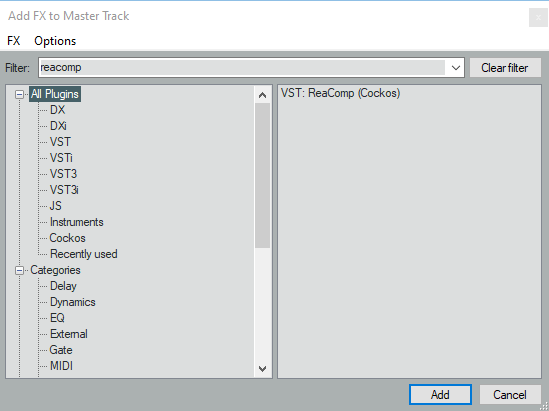 Add FX to Master Track
FX Options
Filter: reacomp Clear filter
All Plugins
DX
DXi
VST
VSTi
VST3
VST3i
JS
Instruments
Cockos
Recently used
Categories
Delay
Dynamics
EQ
External
Gate
MIDI
VST: ReaComp (Cockos)
Add Cancel